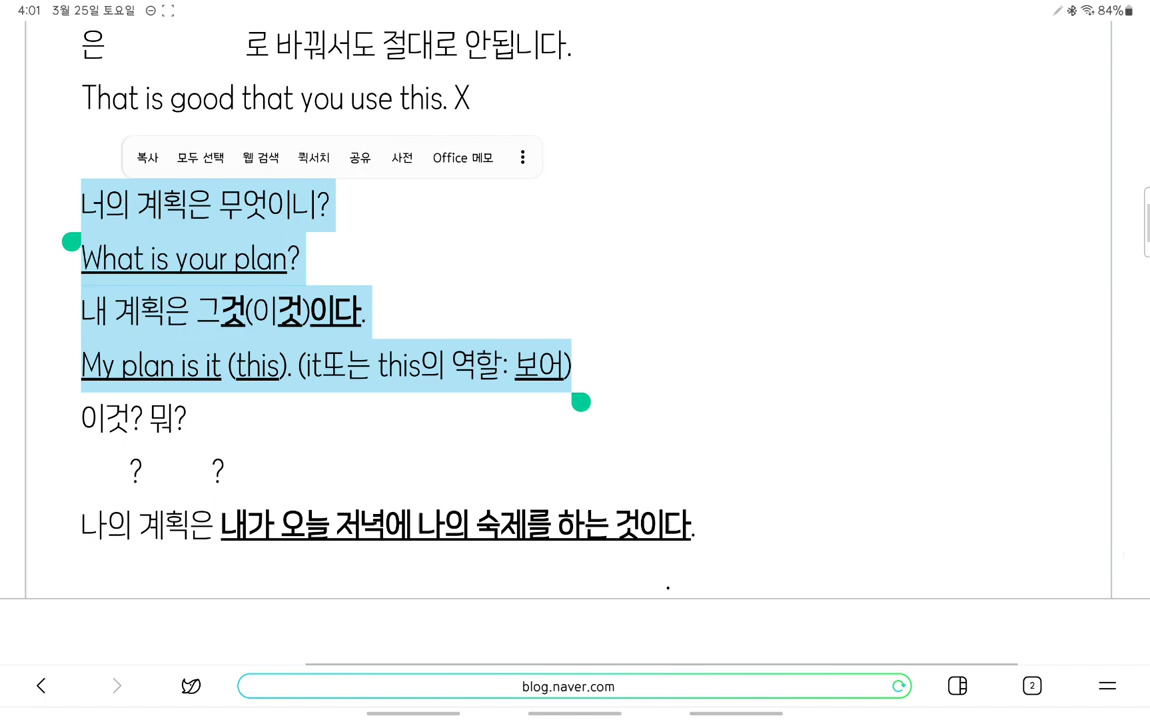 4:01 3월 25일 토요일
84%
은 로 바꿔서도 절대로 안됩니다.
That is good that you use this. X
복사 모두 선택 웹 검색 퀵서치 공유 사전 Office 메모
너의 계획은 무엇이니?
What is your plan?
내 계획은 그것(이것)이다.
My plan is it (this). (it또는 this의 역할: 보어)
이것? 뭐?
? ?
나의 계획은 내가 오늘 저녁에 나의 숙제를 하는 것이다.
.
blog.naver.com
2